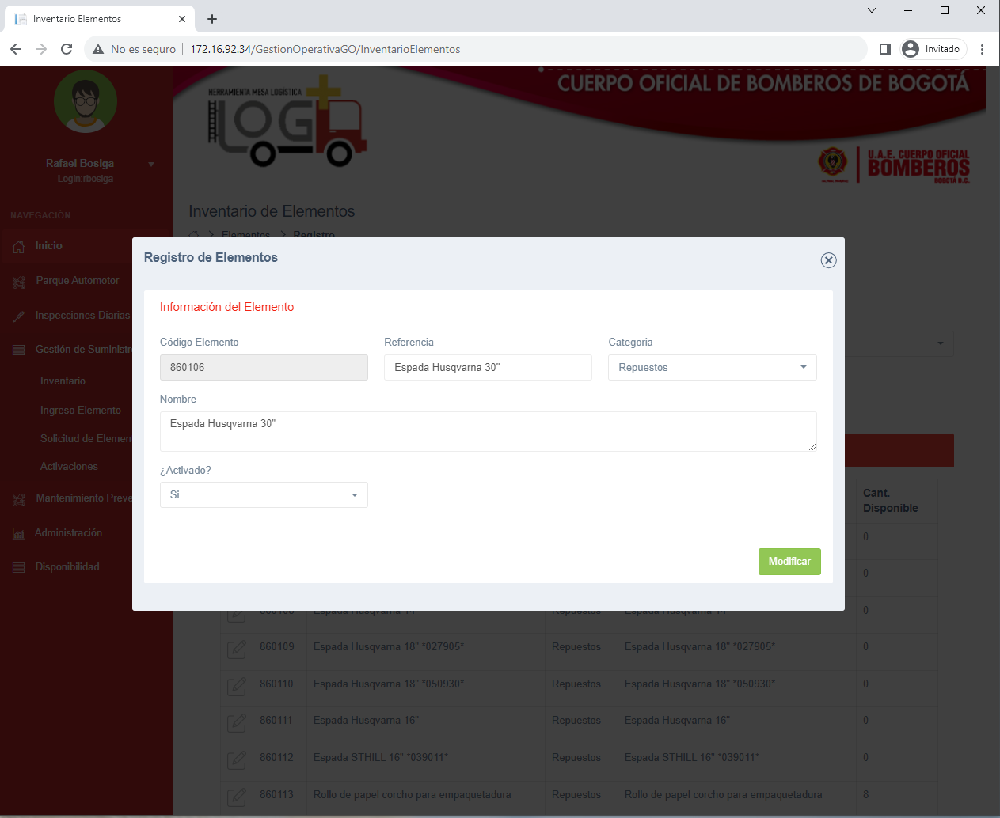 Inventario Elementos
No es seguro
172.16.92.34/GestionOperativaGO/InventarioElementos
Invitado
HERRAMIENTA MESA LOGÍSTICA
LOG
CUERPO OFICIAL DE BOMBEROS DE BOGOTÁ
U.A.E. CUERPO OFICIAL
BOMBEROS
BOGOTÁ D.C.
Rafael Bosiga
Login:rbosiga
NAVEGACIÓN
Inicio
Parque Automotor
Inspecciones Diarias
Gestión de Suministr
Inventario
Ingreso Elemento
Solicitud de Elemen
Activaciones
Mantenimiento Preve
Administración
Disponibilidad
Inventario de Elementos
Elementos > Registro
Registro de Elementos
Información del Elemento
Código Elemento Referencia Categoria
860106 Espada Husqvarna 30" Repuestos
Nombre
Espada Husqvarna 30"
¿Activado?
Si
Modificar
Cant.
Disponible
0
0
860108 Espada Husqvarna 14" Repuestos Espada Husqvarna 14" 0
860109 Espada Husqvarna 18" *027905* Repuestos Espada Husqvarna 18" *027905* 0
860110 Espada Husqvarna 18" *050930* Repuestos Espada Husqvarna 18" *050930* 0
860111 Espada Husqvarna 16" Repuestos Espada Husqvarna 16" 0
860112 Espada STHILL 16" *039011* Repuestos Espada STHILL 16" *039011* 0
860113 Rollo de papel corcho para empaquetadura Repuestos Rollo de papel corcho para empaquetadura 8